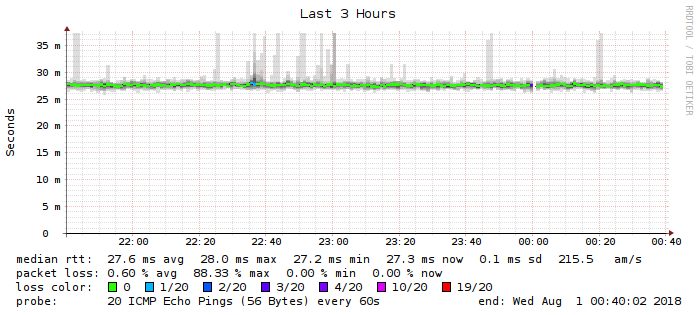 Last 3 Hours
RRDTOOL / TOBI OETIKER
Seconds
35 m
30 m
25 m
20 m
15 m
10 m
5 m
0
22:00 22:20 22:40 23:00 23:20 23:40 00:00 00:20 00:40
median rtt: 27.6 ms avg 28.0 ms max 27.2 ms min 27.3 ms now 0.1 ms sd 215.5 am/s
packet loss: 0.60 % avg 88.33 % max 0.00 % min 0.00 % now
loss color: 0 1/20 2/20 3/20 4/20 10/20 19/20
probe: 20 ICMP Echo Pings (56 Bytes) every 60s end: Wed Aug 1 00:40:02 2018